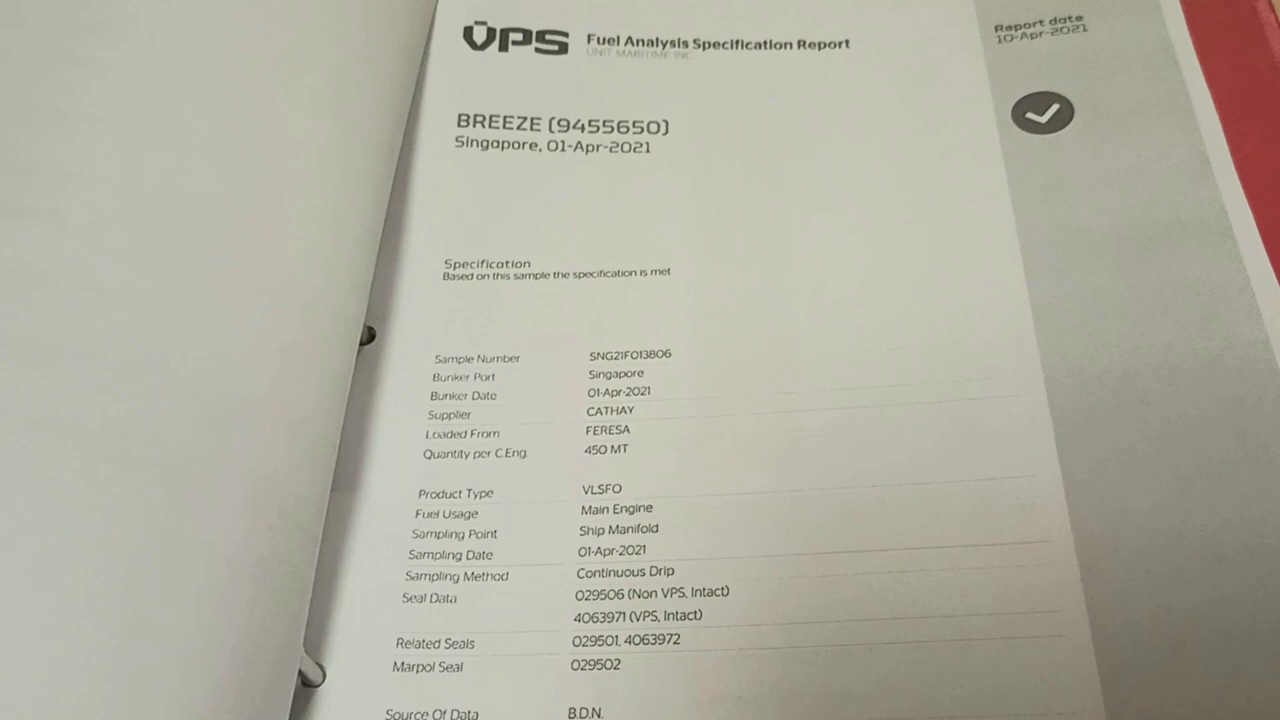 VPS Fuel Analysis Specification Report
UNIT MARITIME INC
Report date
10-Apr-2021
BREEZE (9455650)
Singapore, 01-Apr-2021
Specification
Based on this sample the specification is met
Sample Number SNG21F013806
Bunker Port Singapore
Bunker Date 01-Apr-2021
Supplier CATHAY
Loaded From FERESA
Quantity per C.Eng. 450 MT
Product Type VLSFO
Fuel Usage Main Engine
Sampling Point Ship Manifold
Sampling Date 01-Apr-2021
Sampling Method Continuous Drip
Seal Data 029506 (Non VPS, Intact)
4063971 (VPS, Intact)
Related Seals 029501, 4063972
Marpol Seal 029502
Source Of Data B.D.N.